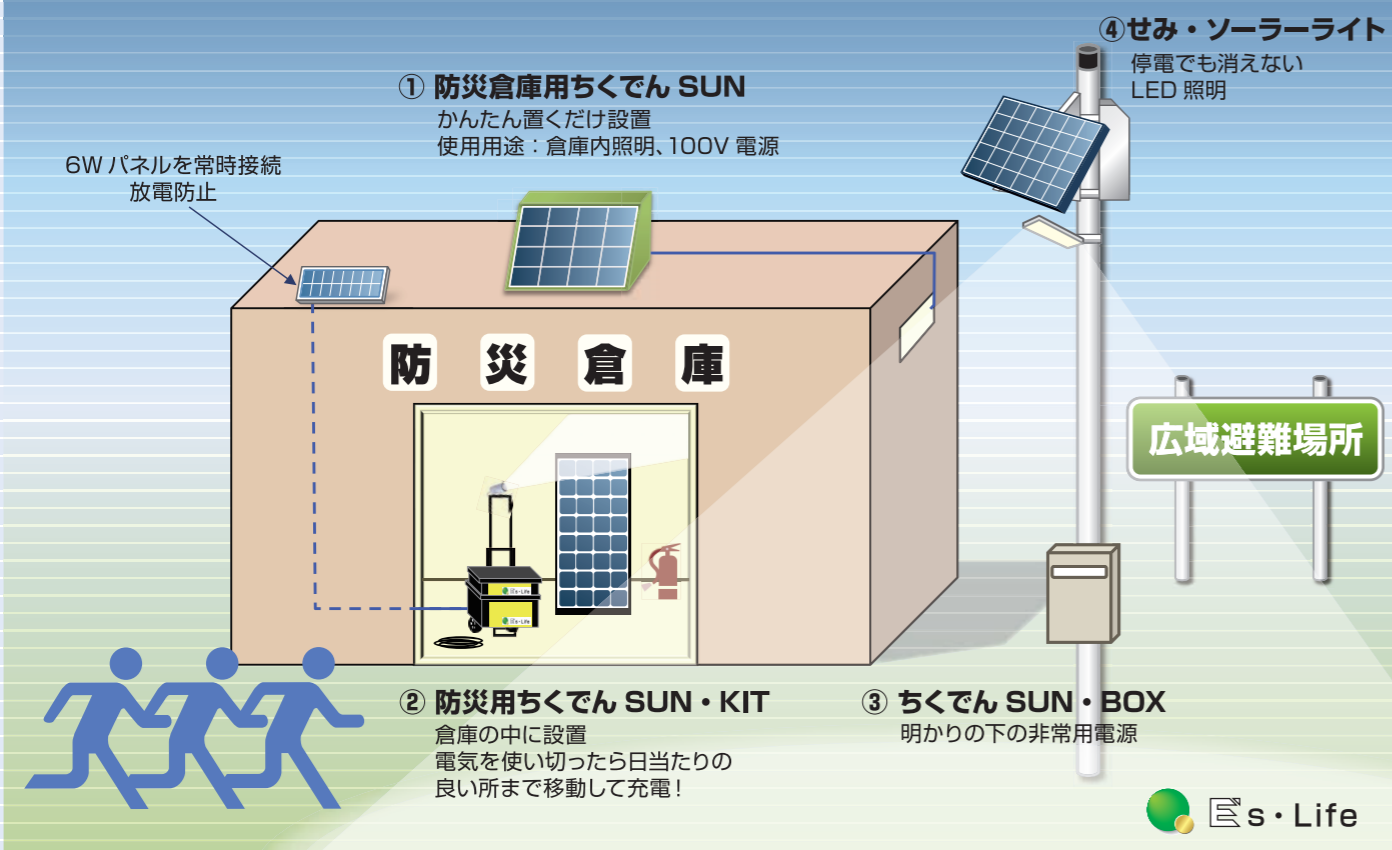 ④せみ・ソーラーライト
停電でも消えない
LED 照明
① 防災倉庫用ちくでん SUN
かんたん置くだけ設置
使用用途：倉庫内照明、100V 電源
6W パネルを常時接続
放電防止
防災倉庫
広域避難場所
E's・Life
E's・Life
② 防災用ちくでん SUN・KIT
倉庫の中に設置
電気を使い切ったら日当たりの
良い所まで移動して充電！
③ ちくでん SUN・BOX
明かりの下の非常用電源
E's・Life